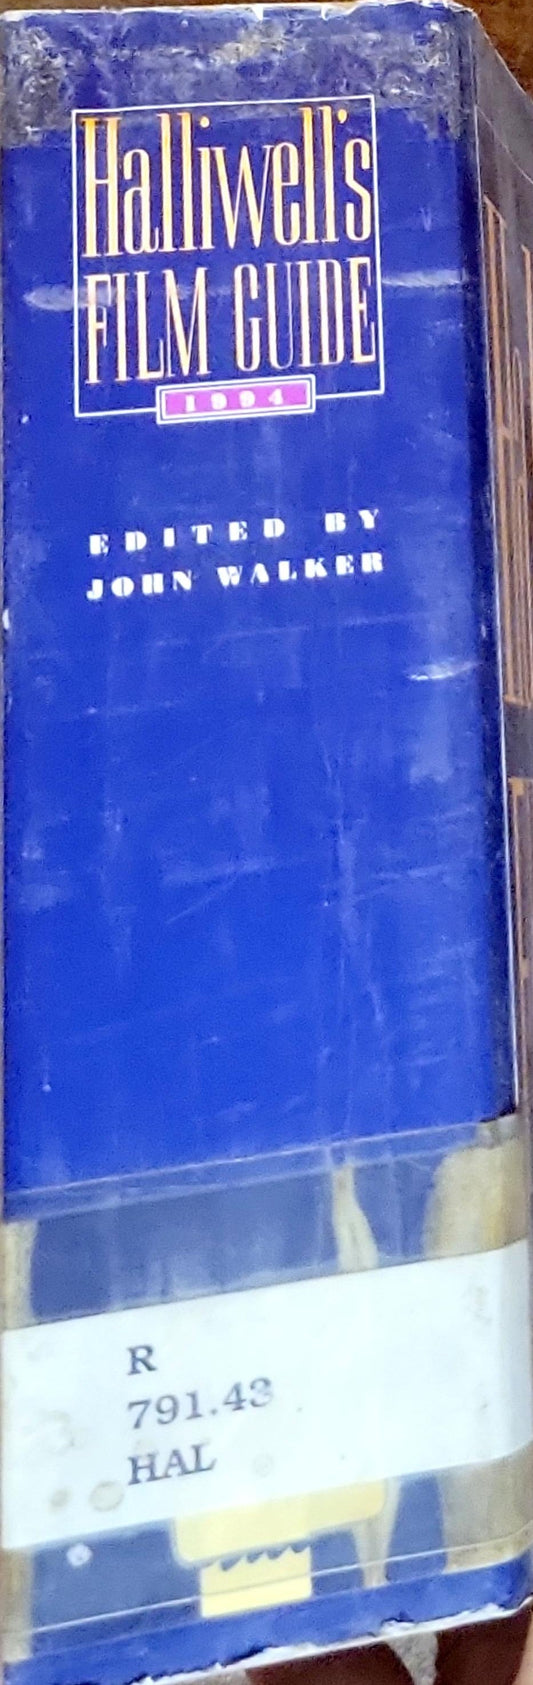 Halliwell's
FILM GUIDE
1994
EDITED BY
JOHN WALKER
R
791.43
HAL